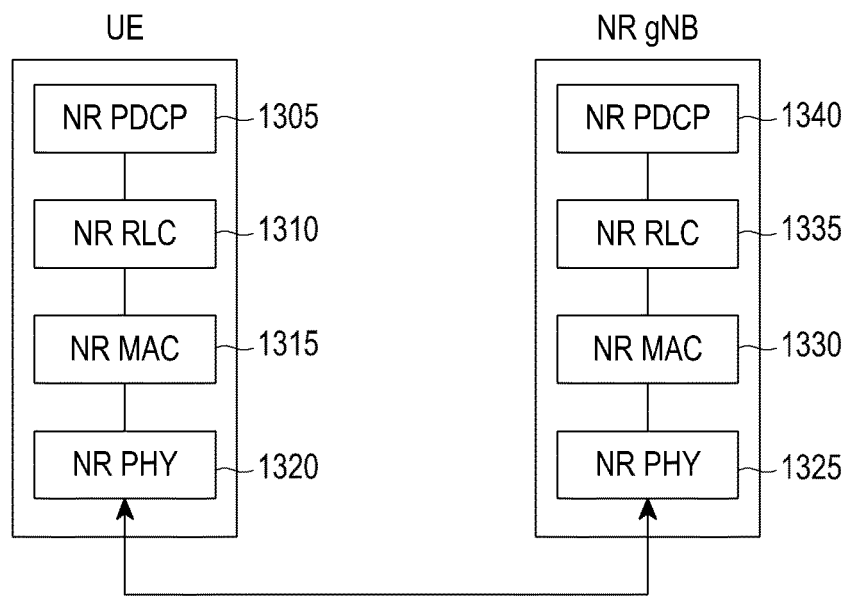 UE
NR gNB
NR PDCP 1305
NR PDCP 1340
NR RLC 1310
NR RLC 1335
NR MAC 1315
NR MAC 1330
NR PHY 1320
NR PHY 1325